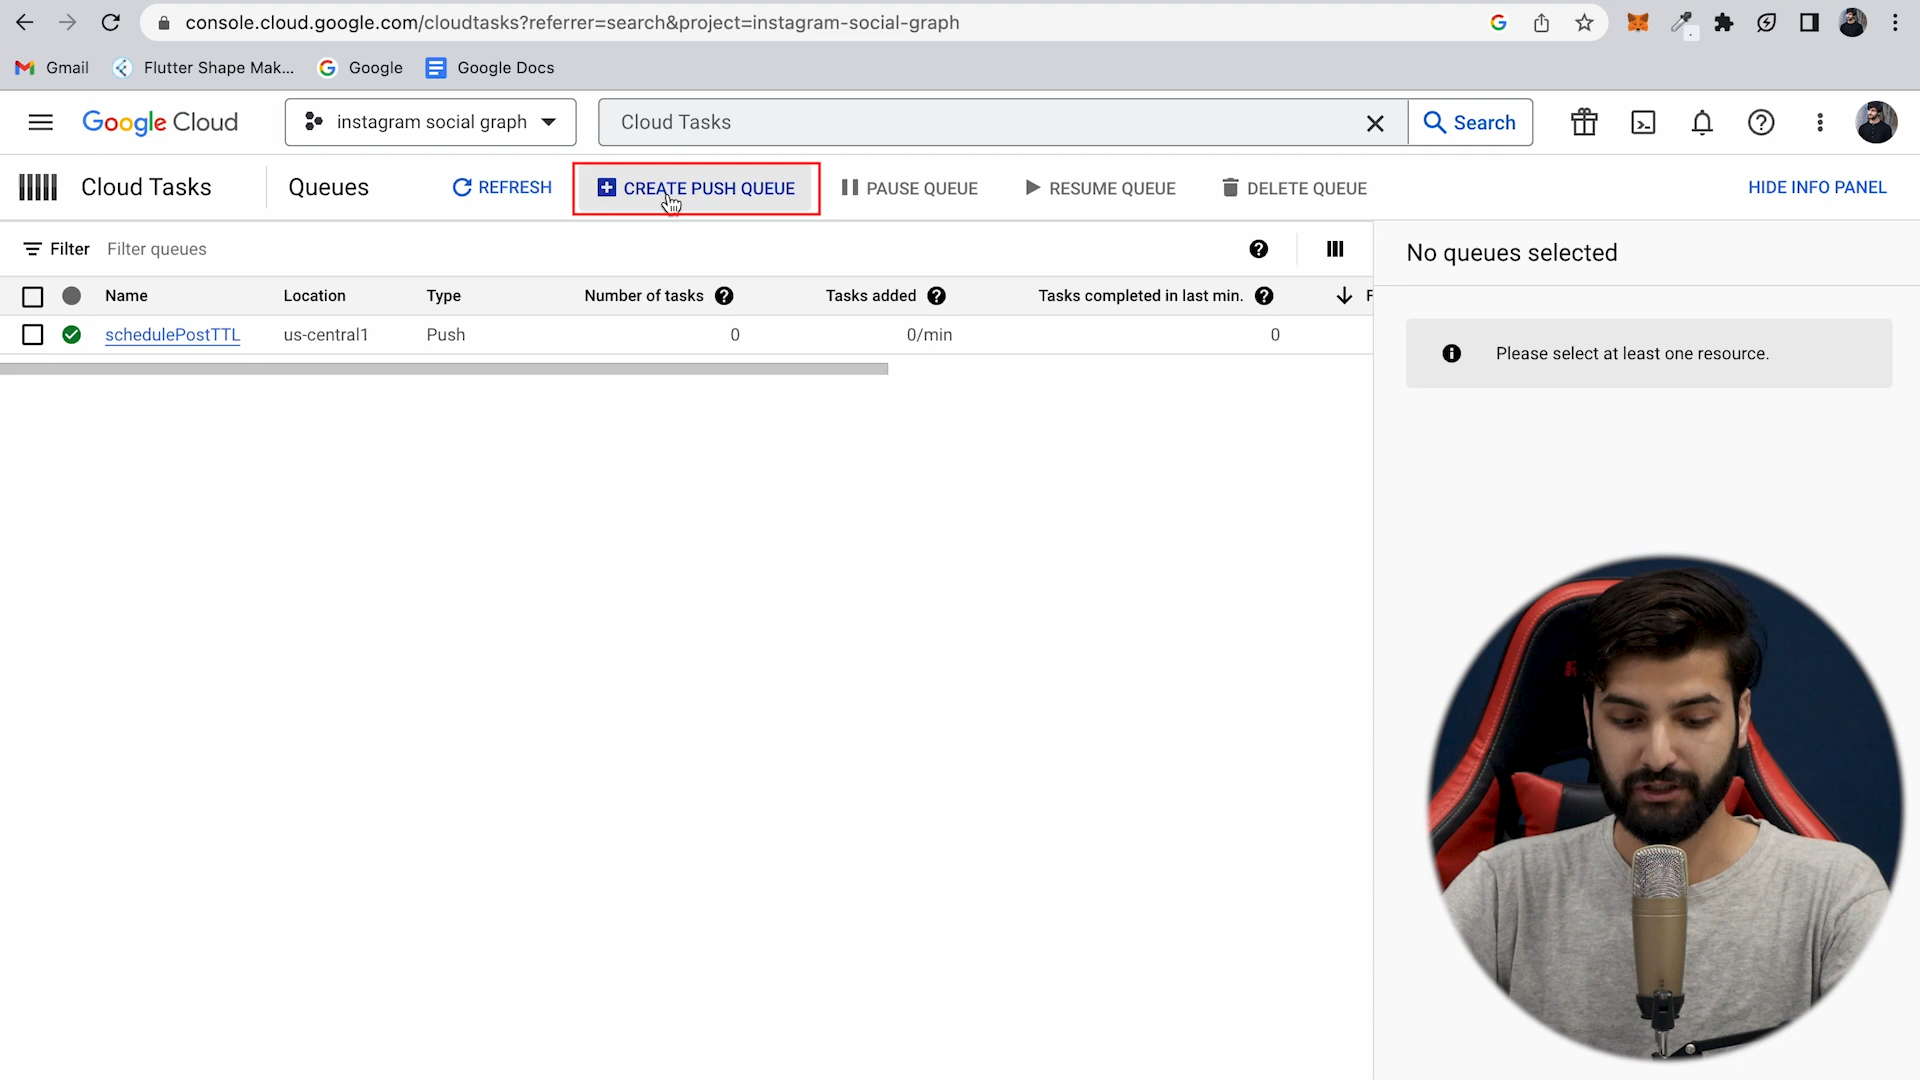 console.cloud.google.com/cloudtasks?referrer=search&project=instagram-social-graph
Gmail Flutter Shape Mak... Google Google Docs
Google Cloud instagram social graph Cloud Tasks Search
Cloud Tasks Queues REFRESH CREATE PUSH QUEUE PAUSE QUEUE RESUME QUEUE DELETE QUEUE HIDE INFO PANEL
Filter Filter queues
No queues selected
Name Location Type Number of tasks Tasks added Tasks completed in last min. F
schedulePostTTL us-central1 Push 0 0/min 0
Please select at least one resource.